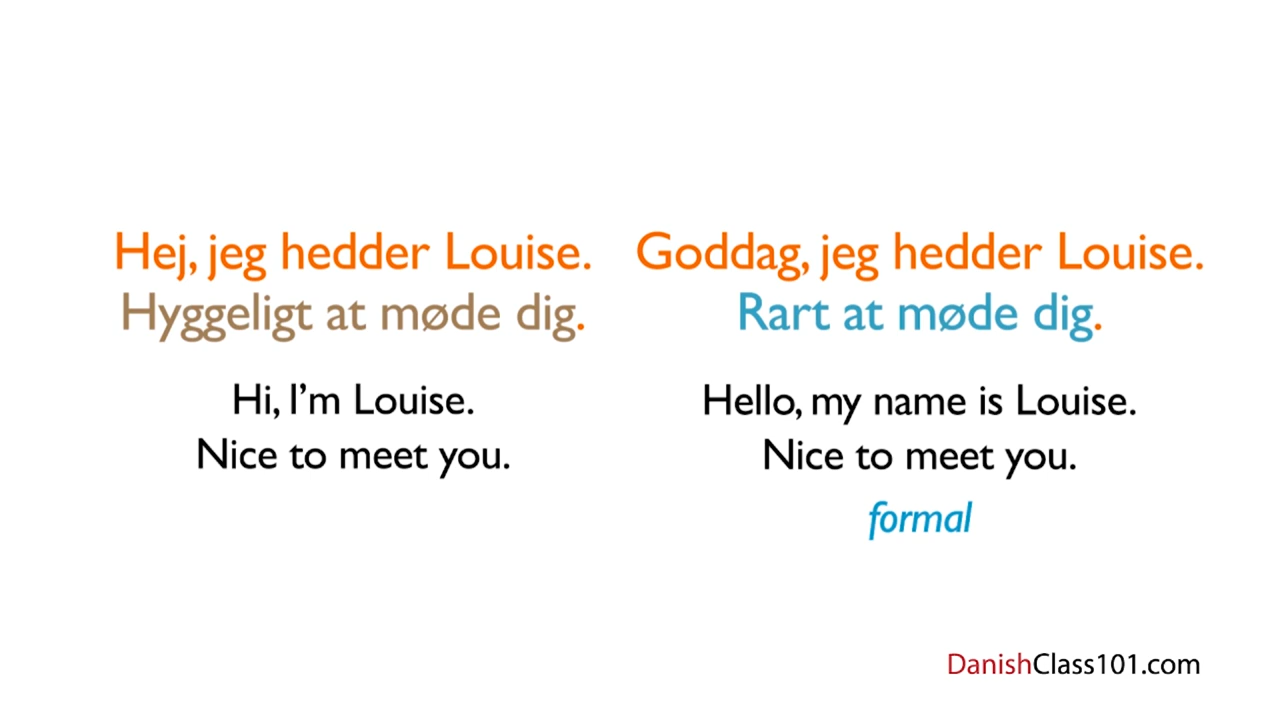 Hej, jeg hedder Louise.
Hyggeligt at møde dig.
Hi, I'm Louise.
Nice to meet you.
Goddag, jeg hedder Louise.
Rart at møde dig.
Hello, my name is Louise.
Nice to meet you.
formal
DanishClass101.com